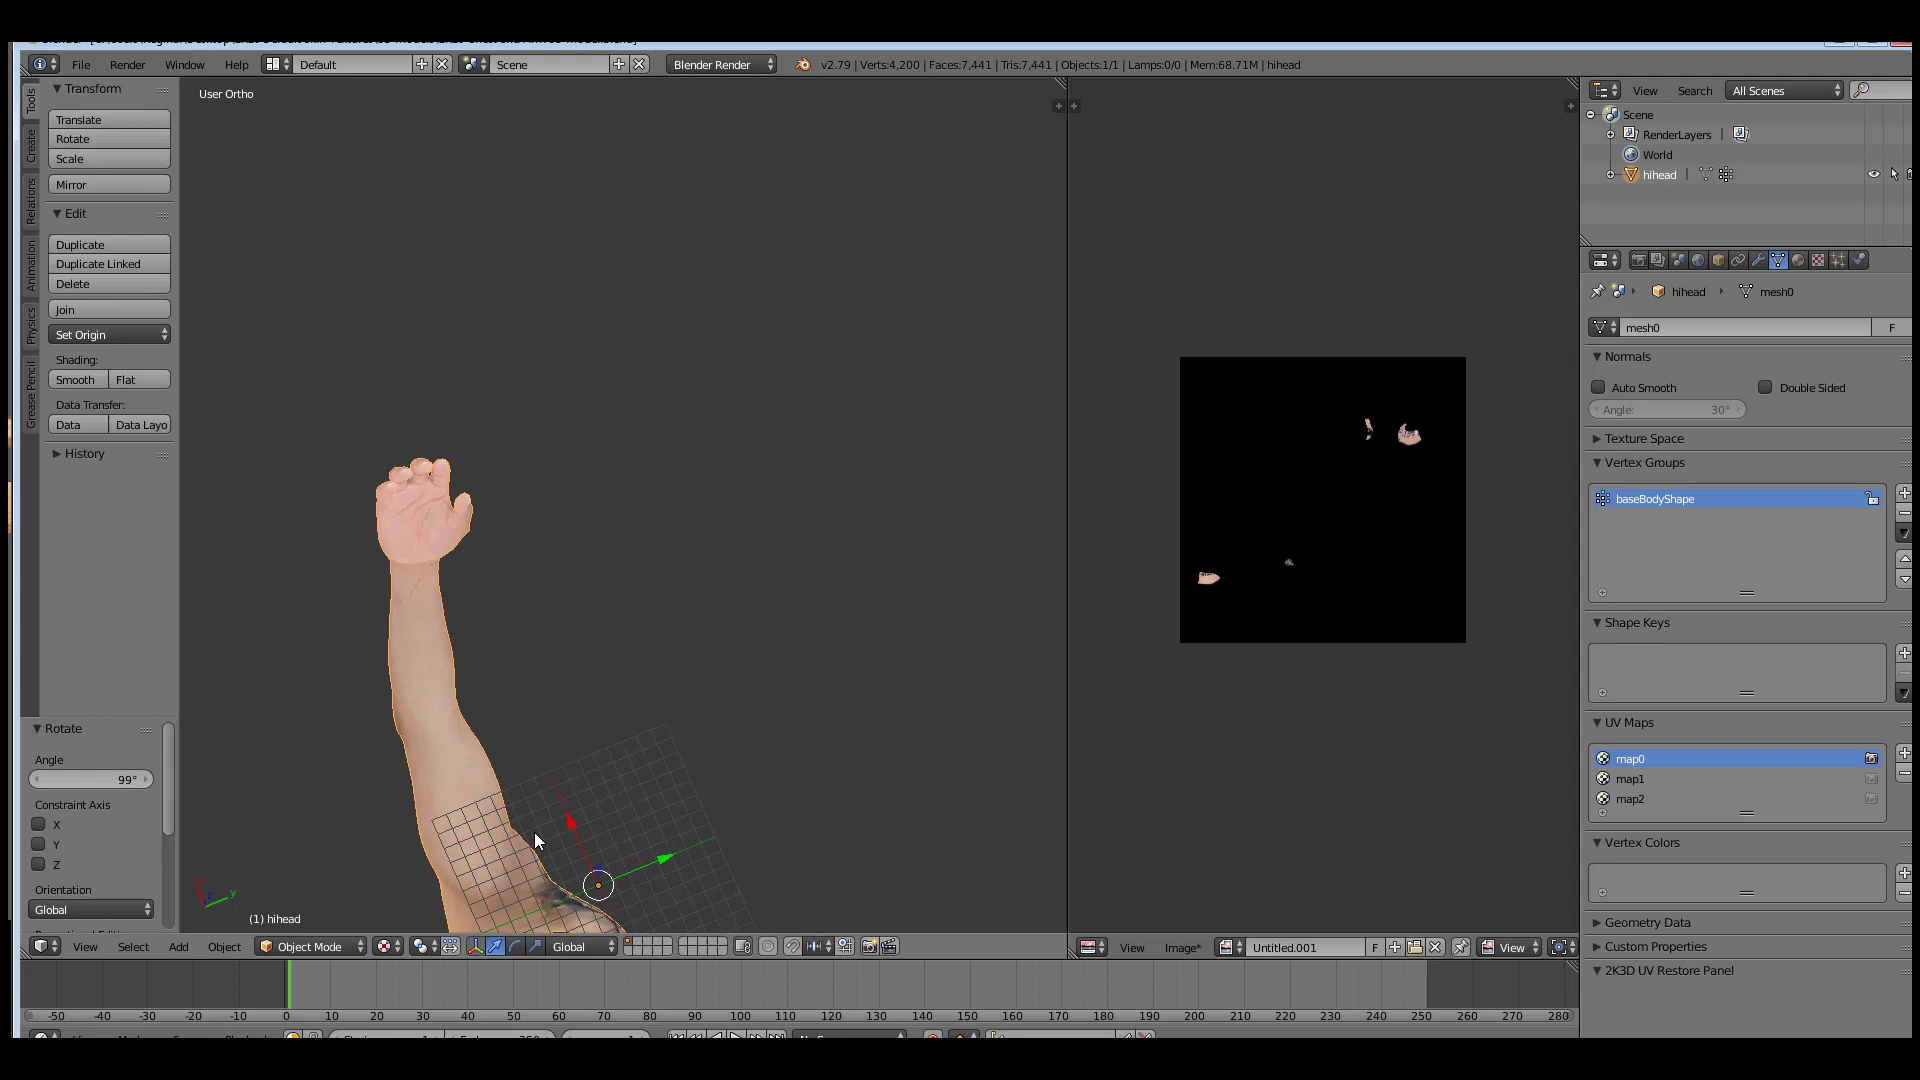 File Render Window Help Default Scene Blender Render v2.79 | Verts:4,200 | Faces:7,441 | Tris:7,441 | Objects:1/1 | Lamps:0/0 | Mem:68.71M | hihead
Tools
Create
Relations
Animation
Physics
Grease Pencil
Transform
Translate
Rotate
Scale
Mirror
Edit
Duplicate
Duplicate Linked
Delete
Join
Set Origin
Shading:
Smooth Flat
Data Transfer:
Data Data Layo
History
Rotate
Angle
99°
Constraint Axis
X
Y
Z
Orientation
Global
User Ortho
(1) hihead
View Select Add Object Object Mode Global
View Image* Untitled.001 F View
View Search All Scenes
Scene
RenderLayers |
World
hihead |
hihead mesh0
mesh0 F
Normals
Auto Smooth Double Sided
Angle: 30°
Texture Space
Vertex Groups
baseBodyShape
Shape Keys
UV Maps
map0
map1
map2
Vertex Colors
Geometry Data
Custom Properties
2K3D UV Restore Panel
-50 -40 -30 -20 -10 0 10 20 30 40 50 60 70 80 90 100 110 120 130 140 150 160 170 180 190 200 210 220 230 240 250 260 270 280